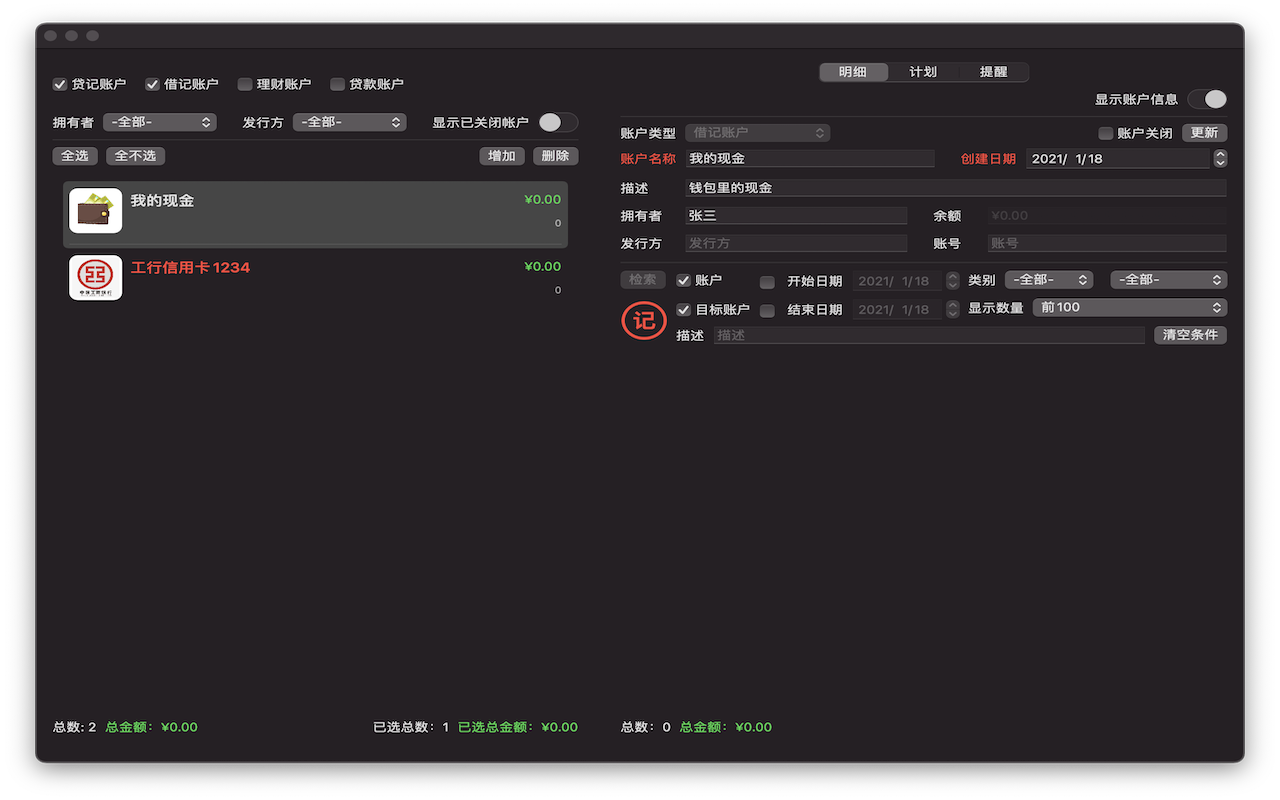 贷记账户 借记账户 理财账户 贷款账户
拥有者 -全部- 发行方 -全部- 显示已关闭帐户
全选 全不选 增加 删除
我的现金 ¥0.00
0
工行信用卡1234 ¥0.00
0
总数: 2 总金额: ¥0.00 已选总数: 1 已选总金额: ¥0.00
明细 计划 提醒
显示账户信息
账户类型 借记账户 账户关闭 更新
账户名称 我的现金 创建日期 2021/ 1/18
描述 钱包里的现金
拥有者 张三 余额 ¥0.00
发行方 发行方 账号 账号
检索 账户 开始日期 2021/ 1/18 类别 -全部- -全部-
记 目标账户 结束日期 2021/ 1/18 显示数量 前100
描述 描述 清空条件
总数: 0 总金额: ¥0.00